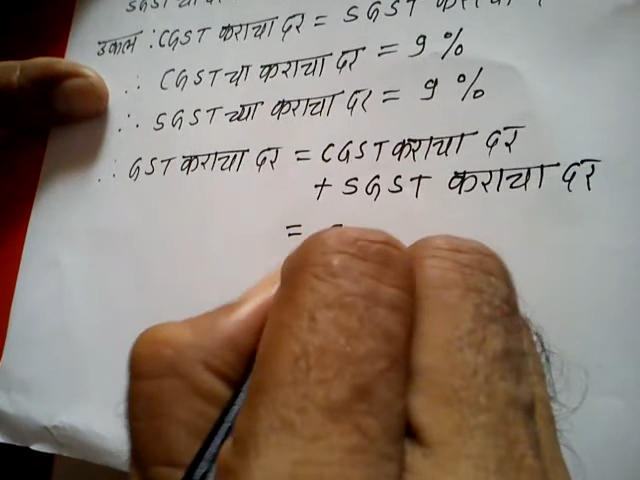 SGST
उकल : CGST कराचा दर = SGST कराचा
∴ CGST चा कराचा दर = 9 %
∴ SGST च्या कराचा दर = 9 %
∴ GST कराचा दर = CGST कराचा दर
+ SGST कराचा दर
=